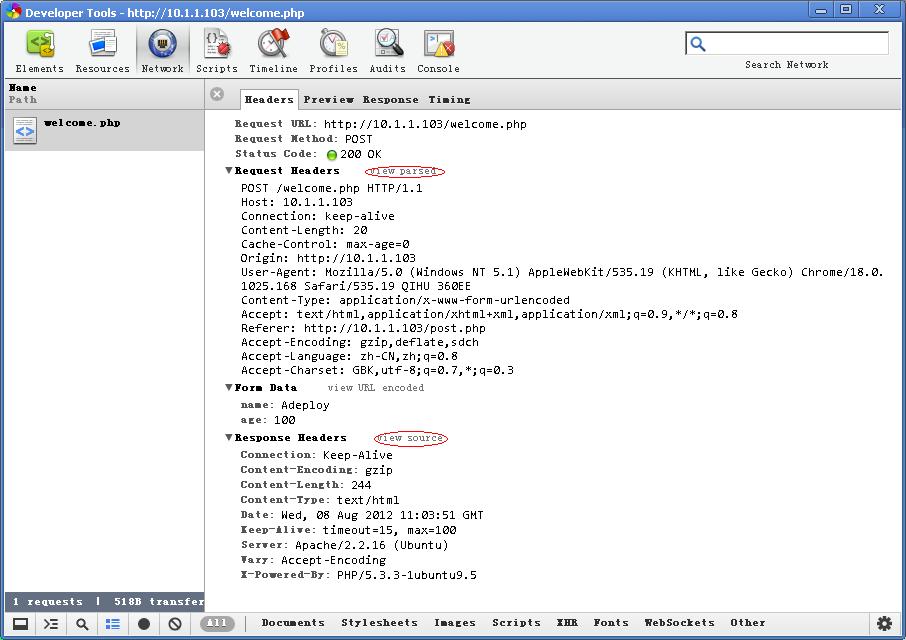 Developer Tools - http://10.1.1.103/welcome.php
Elements Resources Network Scripts Timeline Profiles Audits Console
Search Network
Name
Path
Headers Preview Response Timing
welcome.php
Request URL: http://10.1.1.103/welcome.php
Request Method: POST
Status Code: 200 OK
Request Headers view parsed
POST /welcome.php HTTP/1.1
Host: 10.1.1.103
Connection: keep-alive
Content-Length: 20
Cache-Control: max-age=0
Origin: http://10.1.1.103
User-Agent: Mozilla/5.0 (Windows NT 5.1) AppleWebKit/535.19 (KHTML, like Gecko) Chrome/18.0.
1025.168 Safari/535.19 QIHU 360EE
Content-Type: application/x-www-form-urlencoded
Accept: text/html,application/xhtml+xml,application/xml;q=0.9,*/*;q=0.8
Referer: http://10.1.1.103/post.php
Accept-Encoding: gzip,deflate,sdch
Accept-Language: zh-CN,zh;q=0.8
Accept-Charset: GBK,utf-8;q=0.7,*;q=0.3
Form Data view URL encoded
name: Adeploy
age: 100
Response Headers view source
Connection: Keep-Alive
Content-Encoding: gzip
Content-Length: 244
Content-Type: text/html
Date: Wed, 08 Aug 2012 11:03:51 GMT
Keep-Alive: timeout=15, max=100
Server: Apache/2.2.16 (Ubuntu)
Vary: Accept-Encoding
X-Powered-By: PHP/5.3.3-1ubuntu9.5
1 requests | 518B transfer
All Documents Stylesheets Images Scripts XHR Fonts WebSockets Other